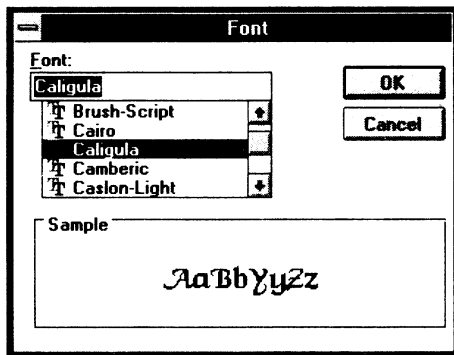 Font
Font:
Caligula
OK
Brush-Script
Cairo
Caligula
Camberic
Caslon-Light
Cancel
Sample
AaBbYyZz